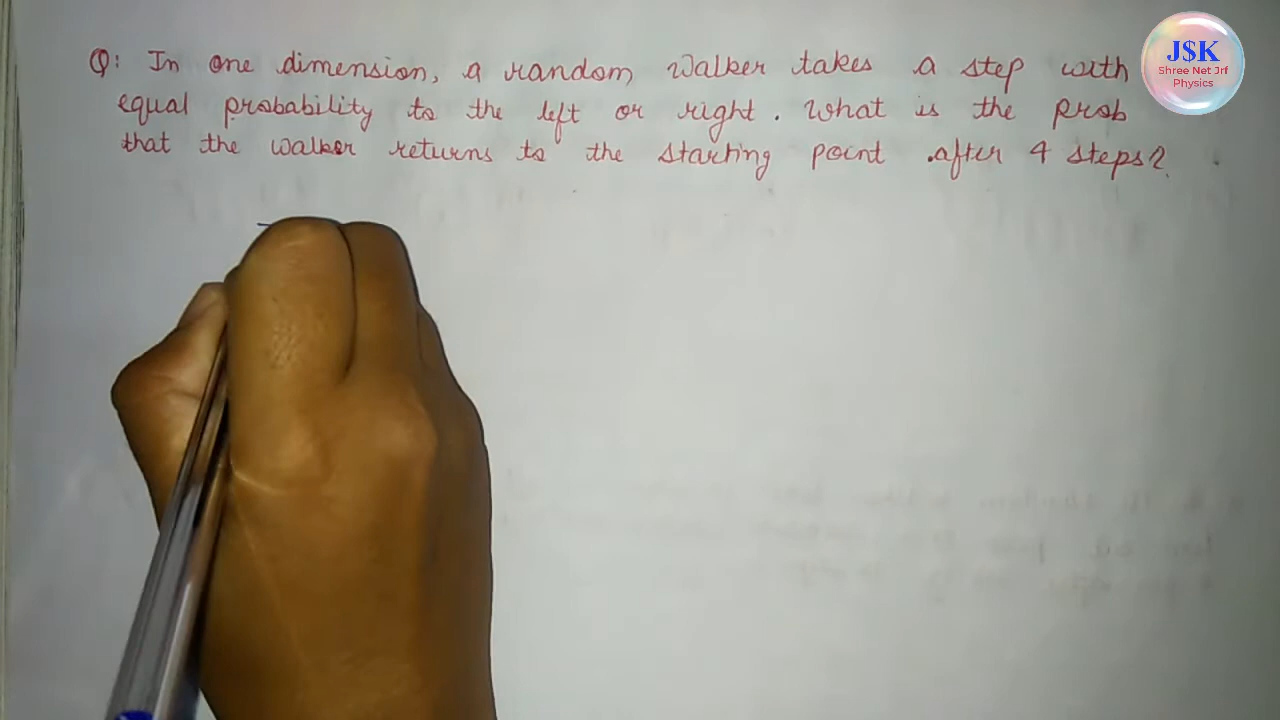 Q: In one dimension, a random walker takes a step with
equal probability to the left or right. What is the prob
that the walker returns to the starting point after 4 steps?
J$K
Shree Net Jrf
Physics